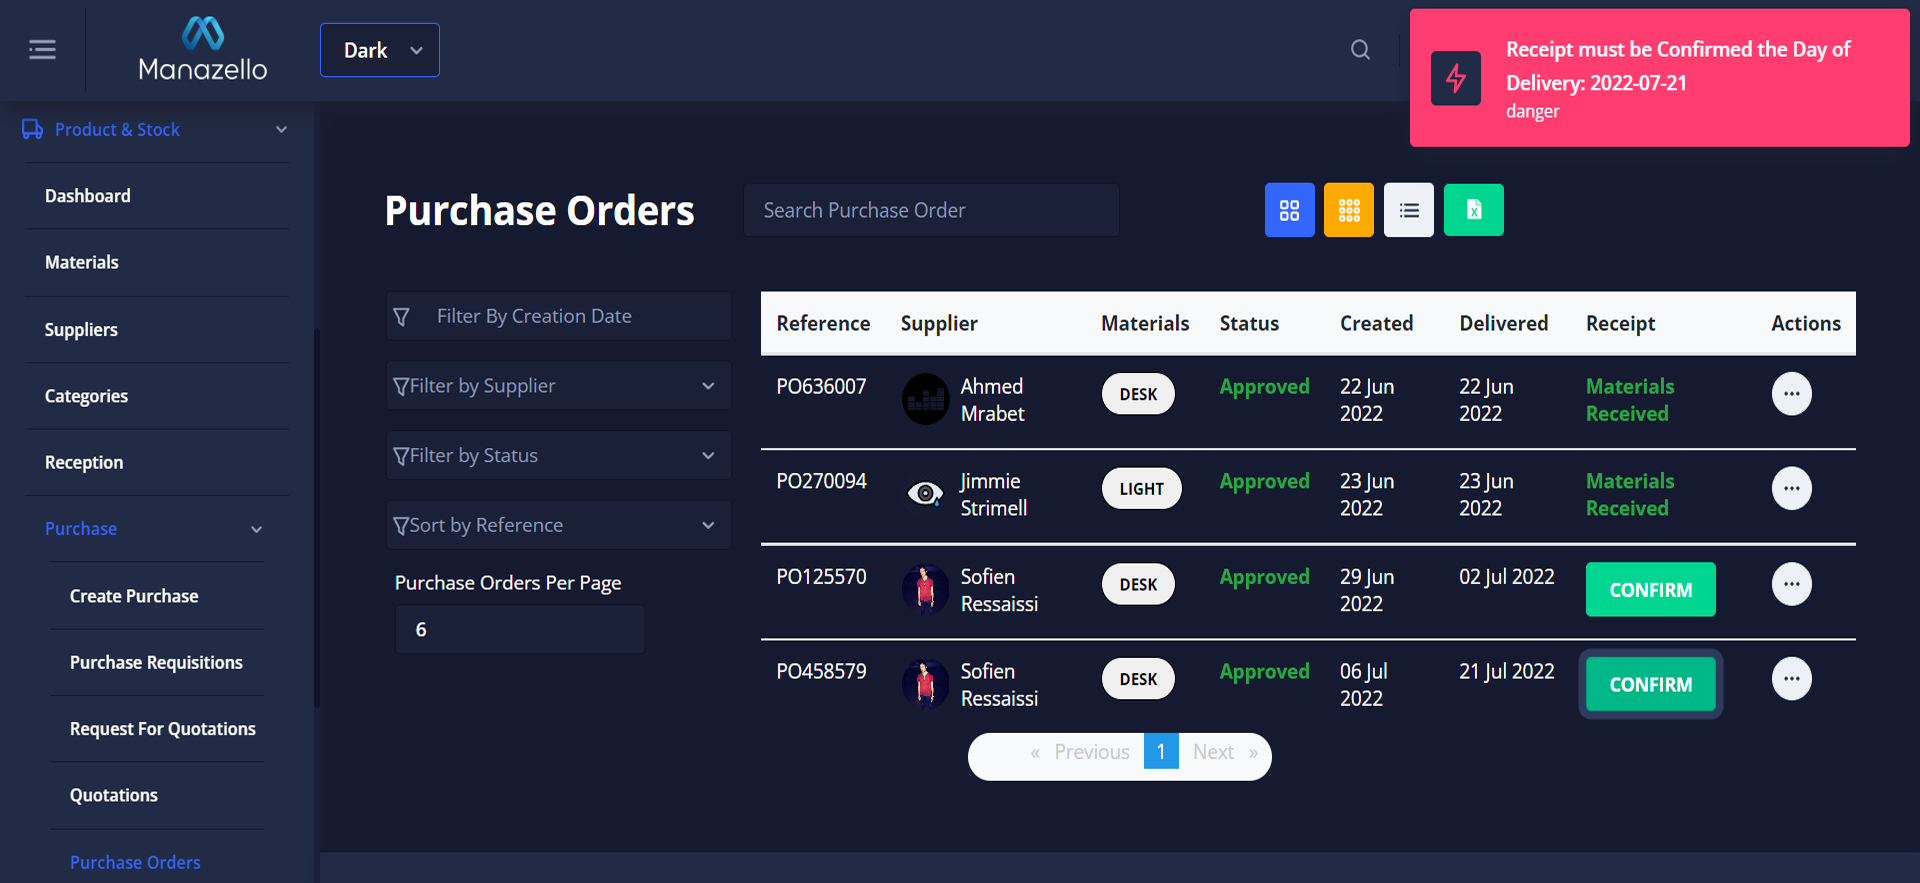 Manazello
Dark
Receipt must be Confirmed the Day of
Delivery: 2022-07-21
danger
Product & Stock
Dashboard
Materials
Suppliers
Categories
Reception
Purchase
Create Purchase
Purchase Requisitions
Request For Quotations
Quotations
Purchase Orders
Purchase Orders
Search Purchase Order
Filter By Creation Date
Filter by Supplier
Filter by Status
Sort by Reference
Purchase Orders Per Page
6
Reference Supplier Materials Status Created Delivered Receipt Actions
PO636007 Ahmed DESK Approved 22 Jun 22 Jun Materials
Mrabet 2022 2022 Received
PO270094 Jimmie LIGHT Approved 23 Jun 23 Jun Materials
Strimell 2022 2022 Received
PO125570 Sofien DESK Approved 29 Jun 02 Jul 2022 CONFIRM
Ressaissi 2022
PO458579 Sofien DESK Approved 06 Jul 21 Jul 2022 CONFIRM
Ressaissi 2022
« Previous 1 Next »